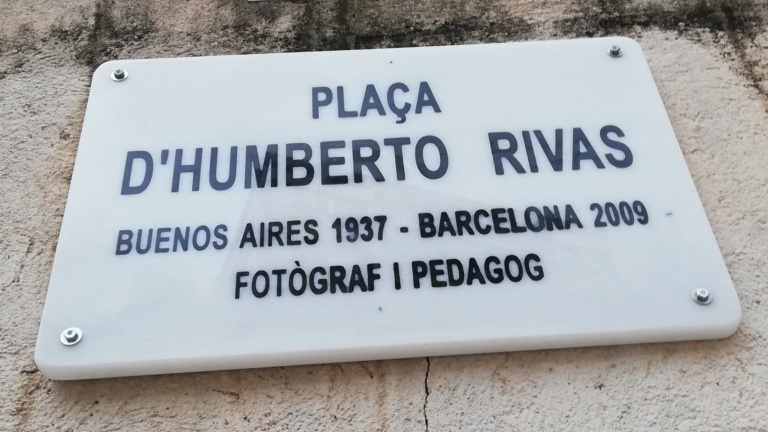 PLAÇA
D'HUMBERTO RIVAS
BUENOS AIRES 1937 - BARCELONA 2009
FOTÒGRAF I PEDAGOG